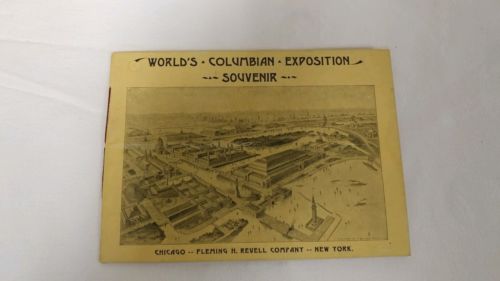 WORLD'S · COLUMBIAN · EXPOSITION
SOUVENIR
CHICAGO -- FLEMING H. REVELL COMPANY -- NEW YORK.